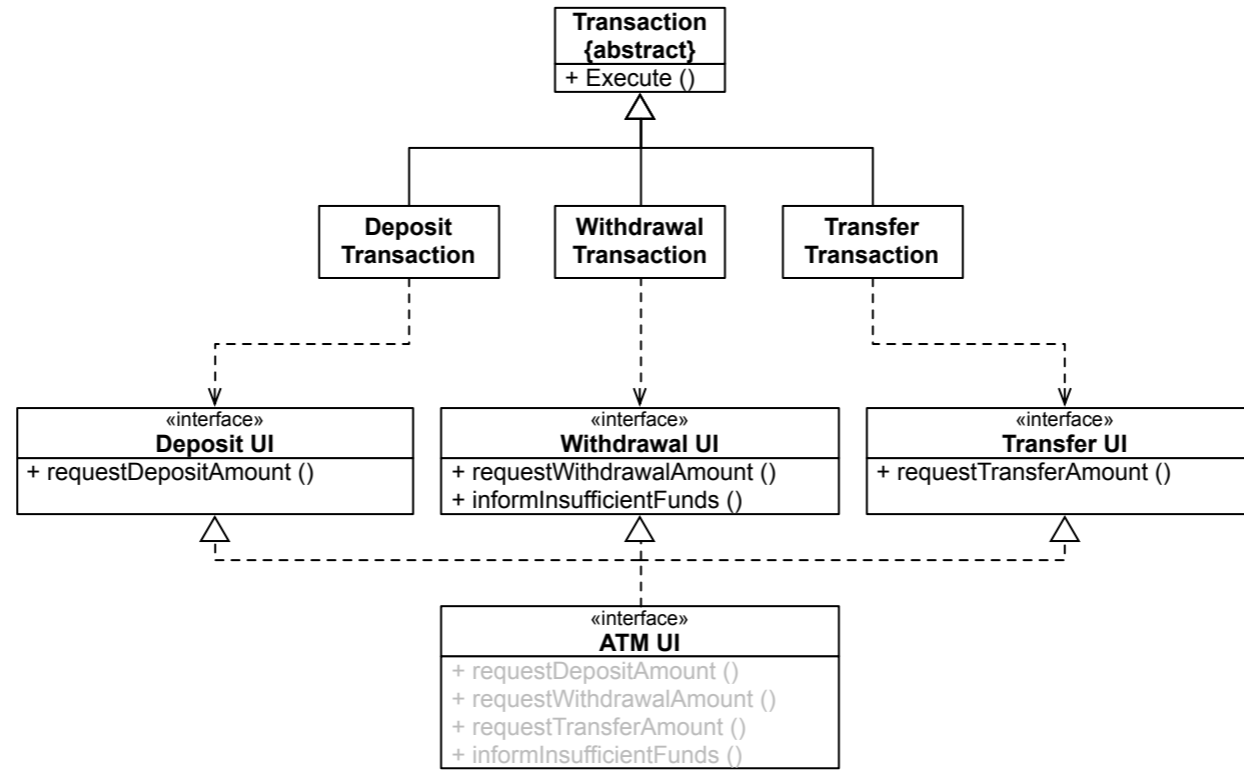 Transaction
{abstract}
+ Execute ()
Deposit
Transaction
Withdrawal
Transaction
Transfer
Transaction
«interface»
Deposit UI
+ requestDepositAmount ()
«interface»
Withdrawal UI
+ requestWithdrawalAmount ()
+ informInsufficientFunds ()
«interface»
Transfer UI
+ requestTransferAmount ()
«interface»
ATM UI
+ requestDepositAmount ()
+ requestWithdrawalAmount ()
+ requestTransferAmount ()
+ informInsufficientFunds ()